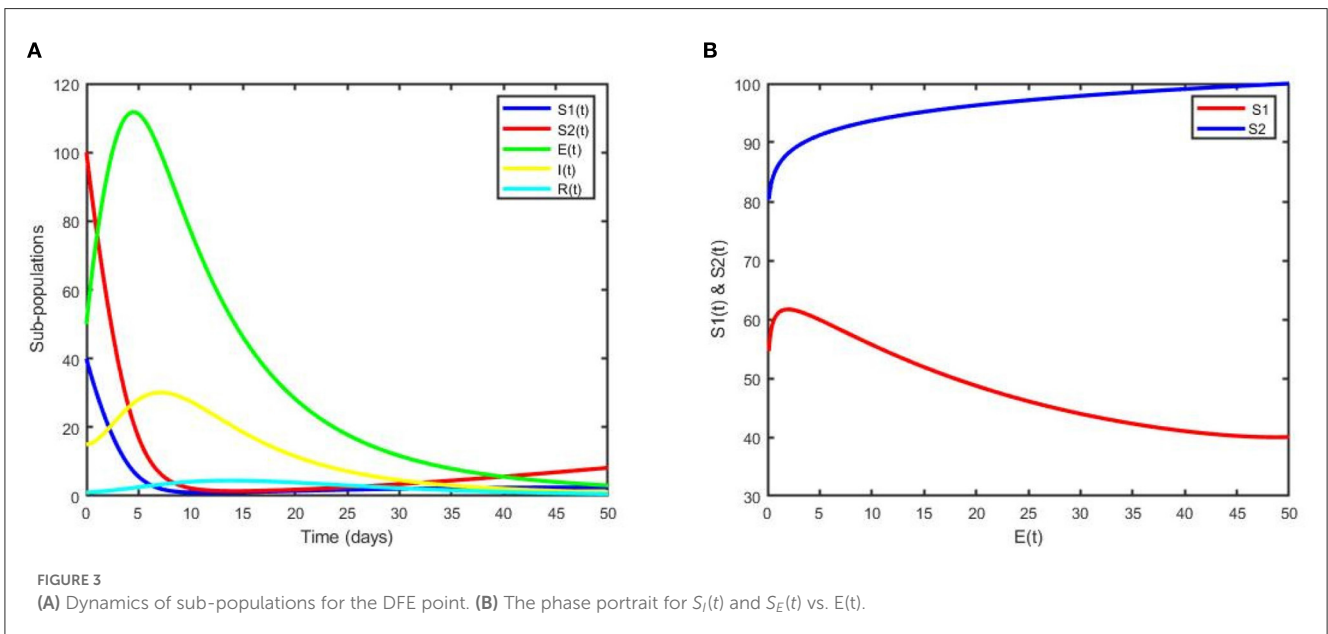 A
B
120
100
80
60
40
20
0
Sub-populations
S1(t)
S2(t)
E(t)
I(t)
R(t)
0 5 10 15 20 25 30 35 40 45 50
Time (days)
100
90
80
70
60
50
40
30
S1(t) & S2(t)
S1
S2
0 5 10 15 20 25 30 35 40 45 50
E(t)
FIGURE 3
(A) Dynamics of sub-populations for the DFE point. (B) The phase portrait for S_I(t) and S_E(t) vs. E(t).